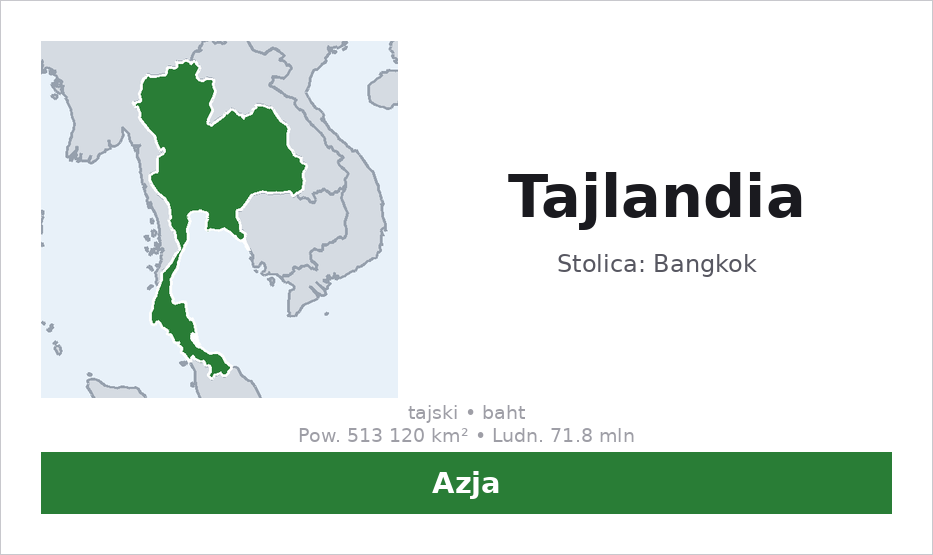 Tajlandia
Stolica: Bangkok
tajski • baht
Pow. 513 120 km² • Ludn. 71.8 mln
Azja